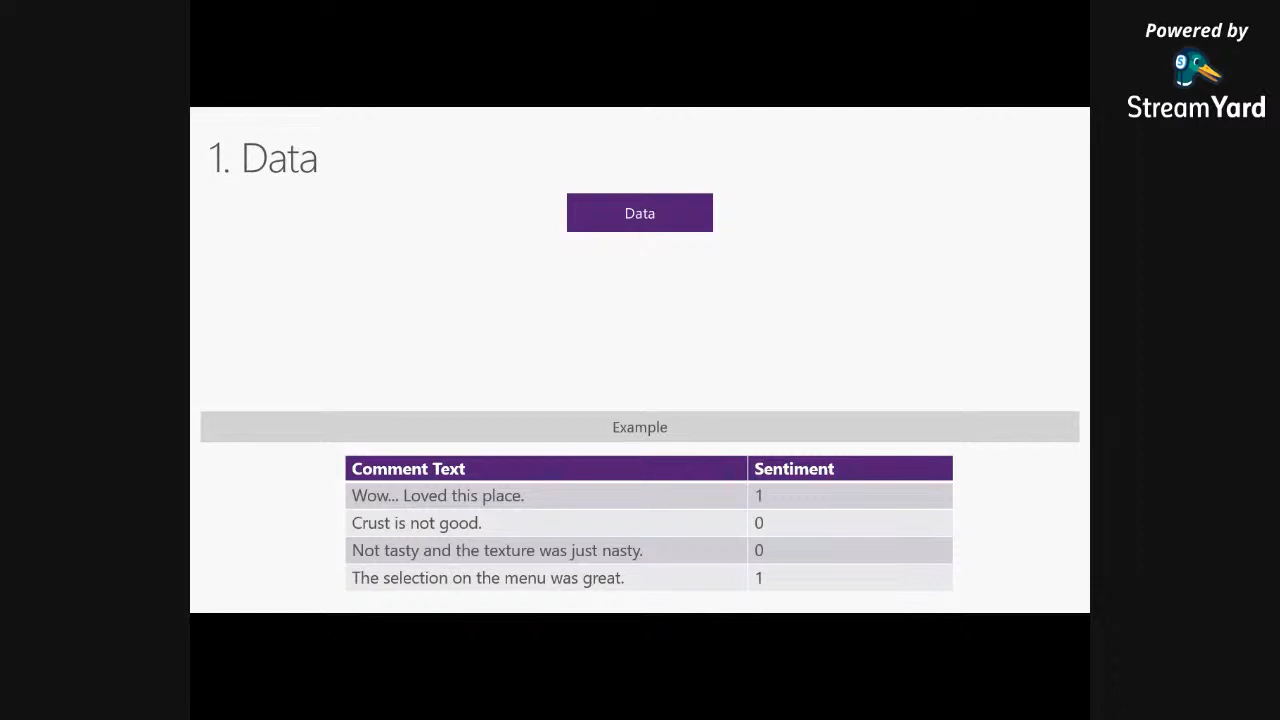 Powered by
StreamYard
1. Data
Data
Example
Comment Text Sentiment
Wow... Loved this place. 1
Crust is not good. 0
Not tasty and the texture was just nasty. 0
The selection on the menu was great. 1